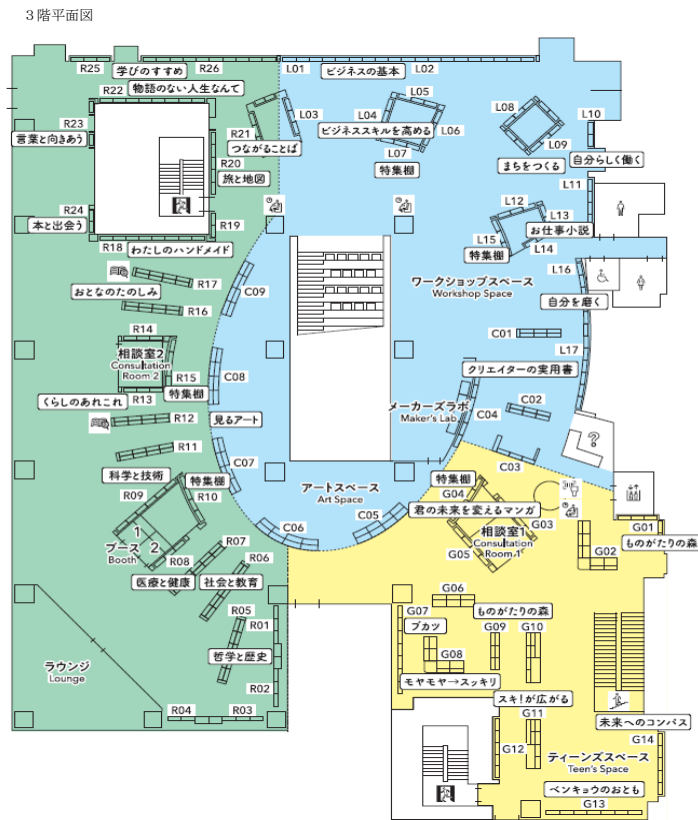 3階平面図
R25
学びのすすめ
R26
L01
ビジネスの基本
L02
R22
物語のない人生なんて
L05
R23
L03
L04
L08
L10
言葉と向きあう
R21
ビジネススキルを高める
L06
つながることば
L07
L09
自分らしく働く
R20
特集棚
まちをつくる
旅と地図
L11
R24
L12
本と出会う
R19
L13
お仕事小説
R18
わたしのハンドメイド
L15
L14
特集棚
L16
R17
C09
ワークショップスペース
Workshop Space
おとなのたのしみ
自分を磨く
R16
R14
C01
相談室2
Consultation
Room 2
L17
R15
C08
クリエイターの実用書
特集棚
R13
くらしのあれこれ
メーカーズラボ
Maker's Lab
C02
C04
R12
見るアート
?
R11
C07
C03
科学と技術
特集棚
特集棚
アートスペース
Art Space
R09
R10
G04
君の未来を変えるマンガ
C05
G03
G01
1
C06
相談室1
Consultation
Room 1
ブース
Booth
2
R07
G05
G02
ものがたりの森
R08
R06
医療と健康
社会と教育
G06
R05
R01
G07
ものがたりの森
ブカツ
G09
G10
哲学と歴史
G08
ラウンジ
Lounge
R02
モヤモヤ→スッキリ
スキ!が広がる
R04
R03
G11
未来へのコンパス
G12
G14
ティーンズスペース
Teen's Space
ベンキョウのおとも
G13